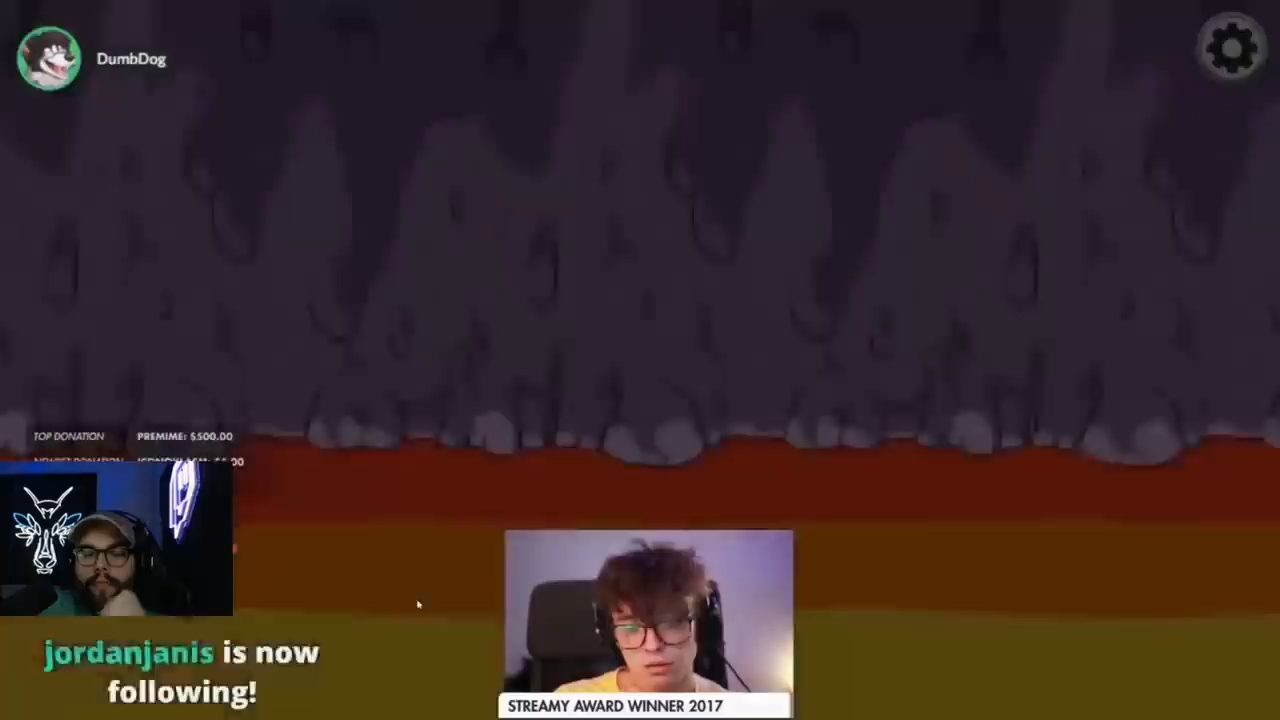 DumbDog
TOP DONATION PREMIME: $500.00
jordanjanis is now
following!
STREAMY AWARD WINNER 2017